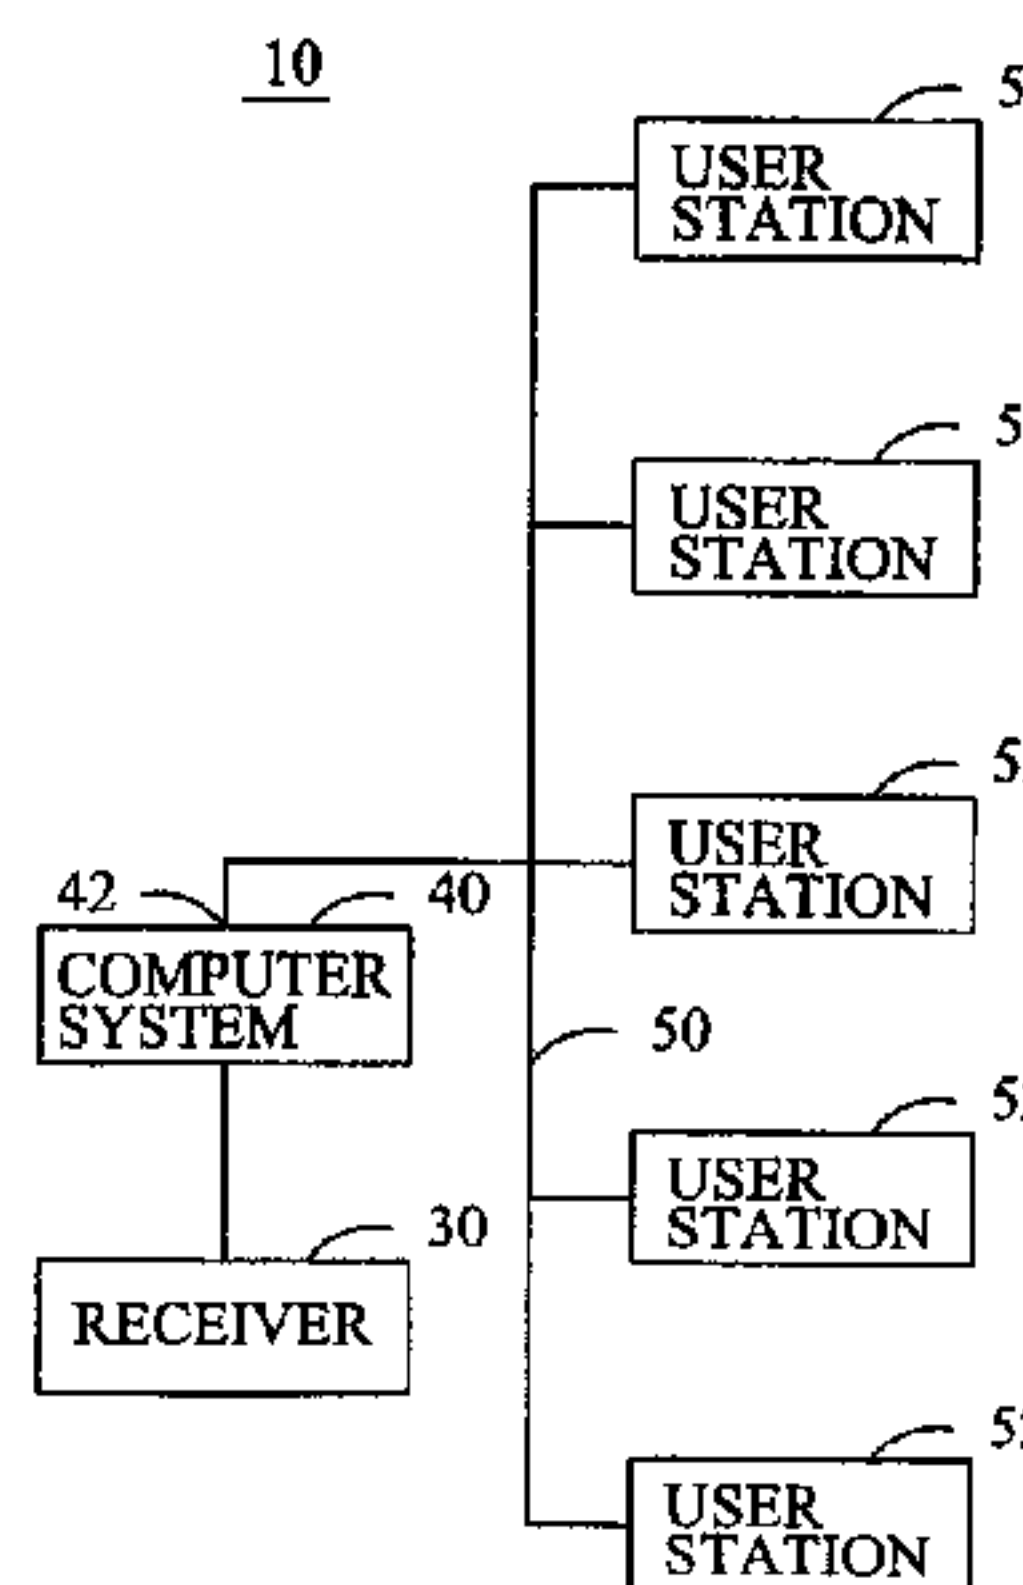 10
USER
STATION
USER
STATION
USER
STATION
42
40
COMPUTER
SYSTEM
50
USER
STATION
30
RECEIVER
USER
STATION